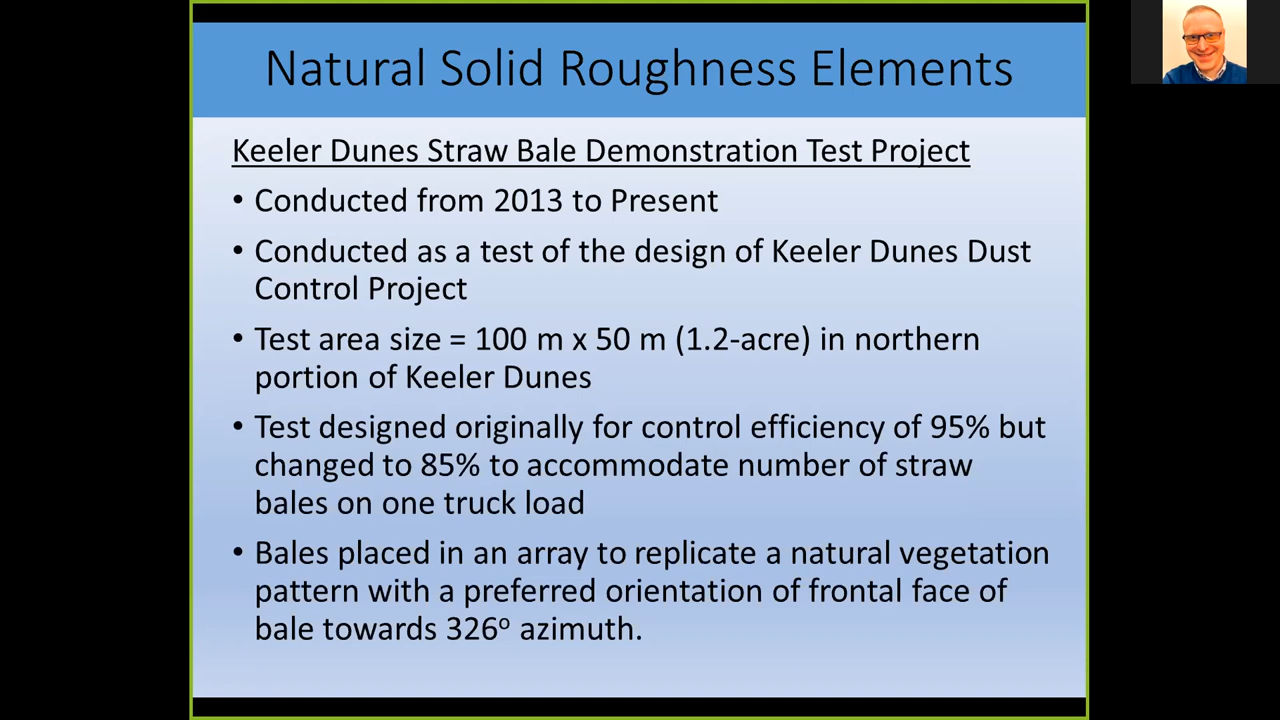 Natural Solid Roughness Elements
Keeler Dunes Straw Bale Demonstration Test Project
• Conducted from 2013 to Present
• Conducted as a test of the design of Keeler Dunes Dust
Control Project
• Test area size = 100 m x 50 m (1.2-acre) in northern
portion of Keeler Dunes
• Test designed originally for control efficiency of 95% but
changed to 85% to accommodate number of straw
bales on one truck load
• Bales placed in an array to replicate a natural vegetation
pattern with a preferred orientation of frontal face of
bale towards 326° azimuth.